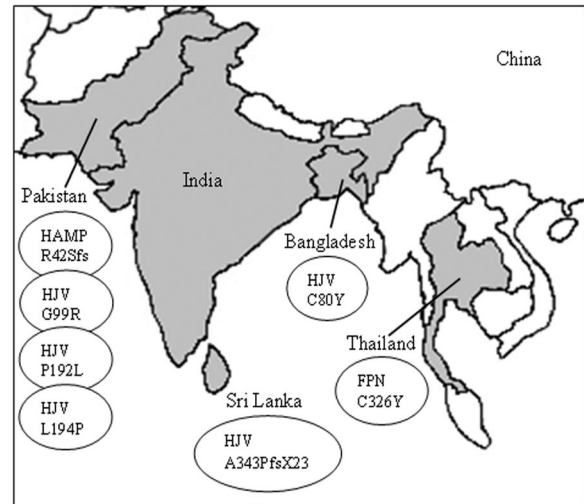 China
India
Pakistan
HAMP
R42Sfs
HJV
G99R
HJV
P192L
HJV
L194P
Bangladesh
HJV
C80Y
Thailand
FPN
C326Y
Sri Lanka
HJV
A343PfsX23